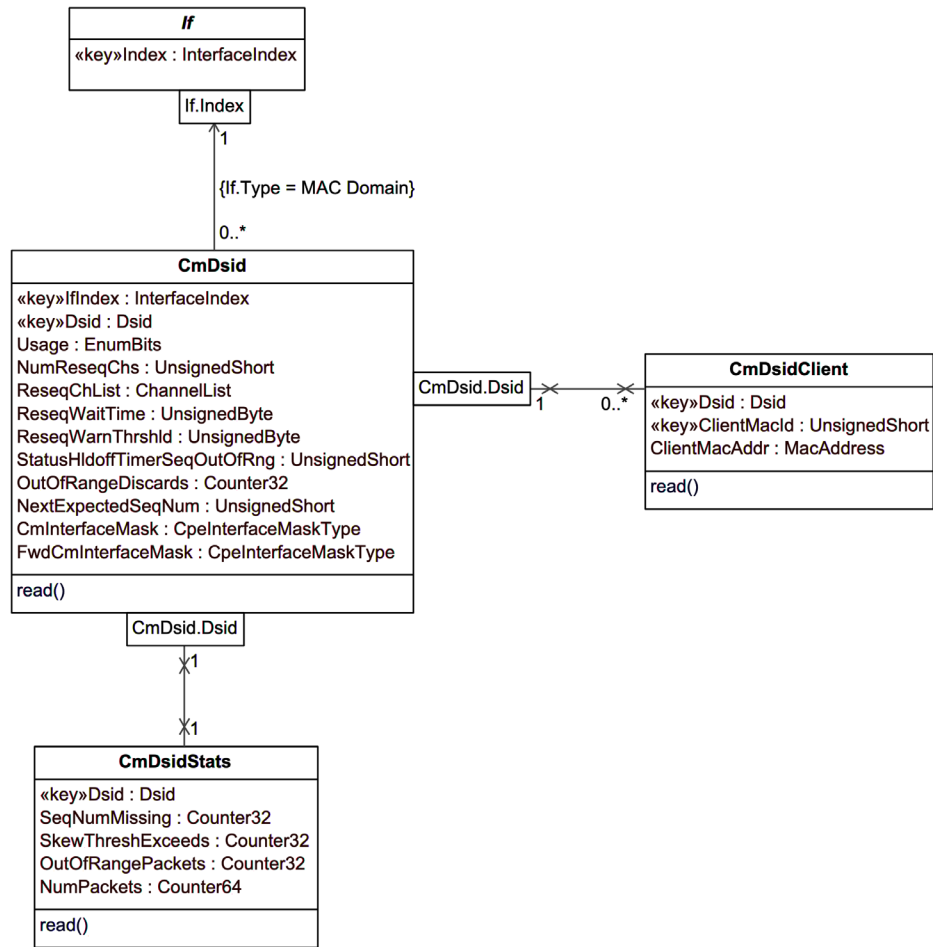 If
«key»Index : InterfaceIndex
If.Index
1
{If.Type = MAC Domain}
0..*
CmDsid
«key»IfIndex : InterfaceIndex
«key»Dsid : Dsid
Usage : EnumBits
NumReseqChs : UnsignedShort
ReseqChList : ChannelList
ReseqWaitTime : UnsignedByte
ReseqWarnThrshld : UnsignedByte
StatusHldoffTimerSeqOutOfRng : UnsignedShort
OutOfRangeDiscards : Counter32
NextExpectedSeqNum : UnsignedShort
CmInterfaceMask : CpeInterfaceMaskType
FwdCmInterfaceMask : CpeInterfaceMaskType
read()
CmDsid.Dsid
1
0..*
CmDsidClient
«key»Dsid : Dsid
«key»ClientMacId : UnsignedShort
ClientMacAddr : MacAddress
read()
CmDsid.Dsid
1
1
CmDsidStats
«key»Dsid : Dsid
SeqNumMissing : Counter32
SkewThreshExceeds : Counter32
OutOfRangePackets : Counter32
NumPackets : Counter64
read()